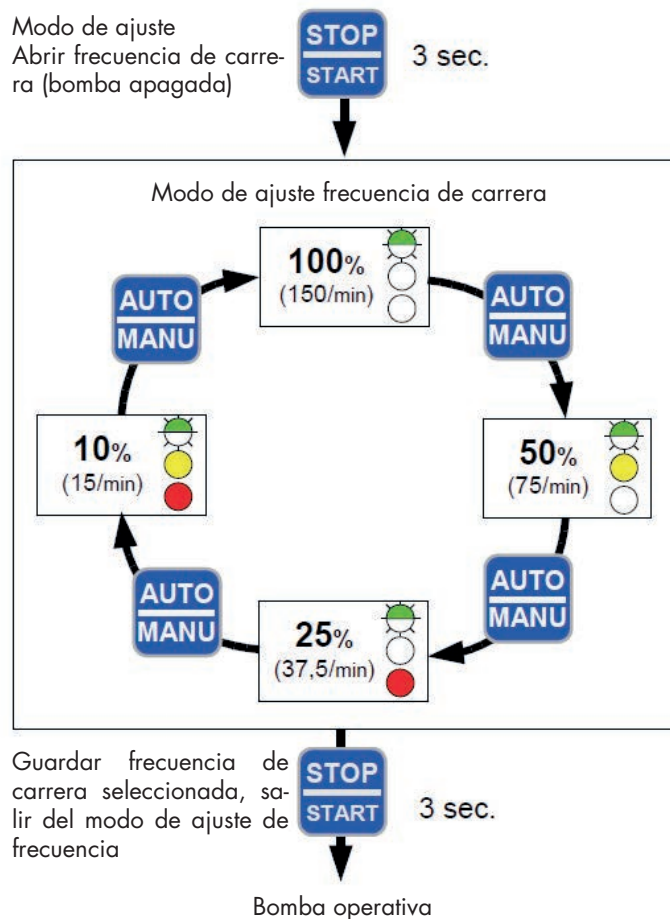 Modo de ajuste
Abrir frecuencia de carre-
ra (bomba apagada)
STOP
START
3 sec.
Modo de ajuste frecuencia de carrera
100%
(150/min)
AUTO
MANU
AUTO
MANU
10%
(15/min)
50%
(75/min)
AUTO
MANU
AUTO
MANU
25%
(37,5/min)
Guardar frecuencia de
carrera seleccionada, sa-
lir del modo de ajuste de
frecuencia
STOP
START
3 sec.
Bomba operativa